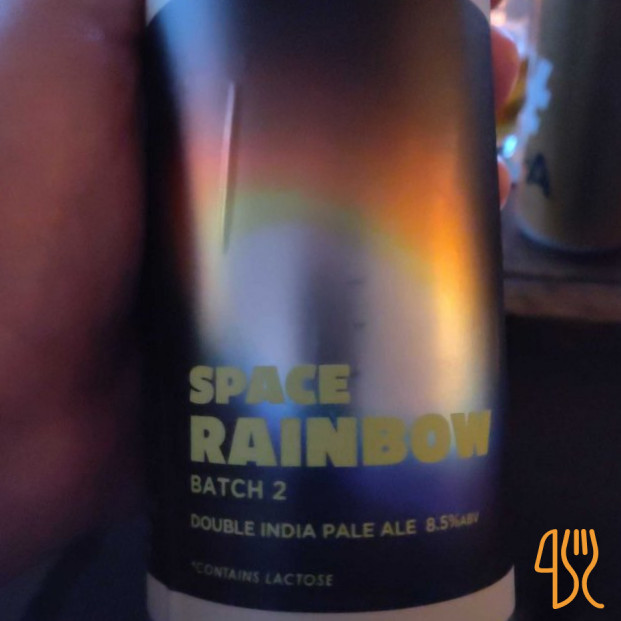 SPACE
RAINBOW
BATCH 2
DOUBLE INDIA PALE ALE 8.5%ABV
*CONTAINS LACTOSE
A